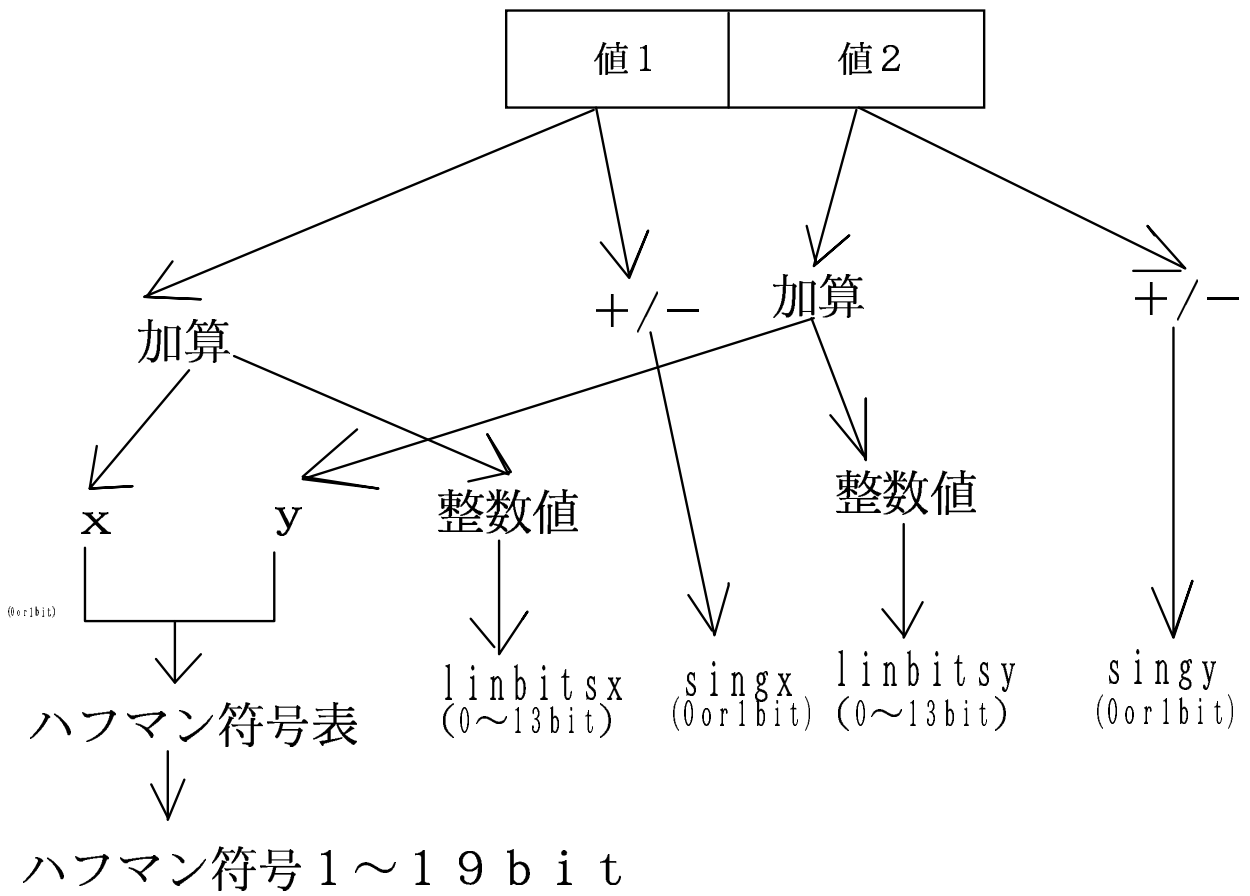 値１
値２
加算
＋／－
加算
＋／－
x
y
整数値
整数値
(0or1bit)
linbitsx
(0～13bit)
singx
(0or1bit)
linbitsy
(0～13bit)
singy
(0or1bit)
ハフマン符号表
ハフマン符号１～１９ｂｉｔ